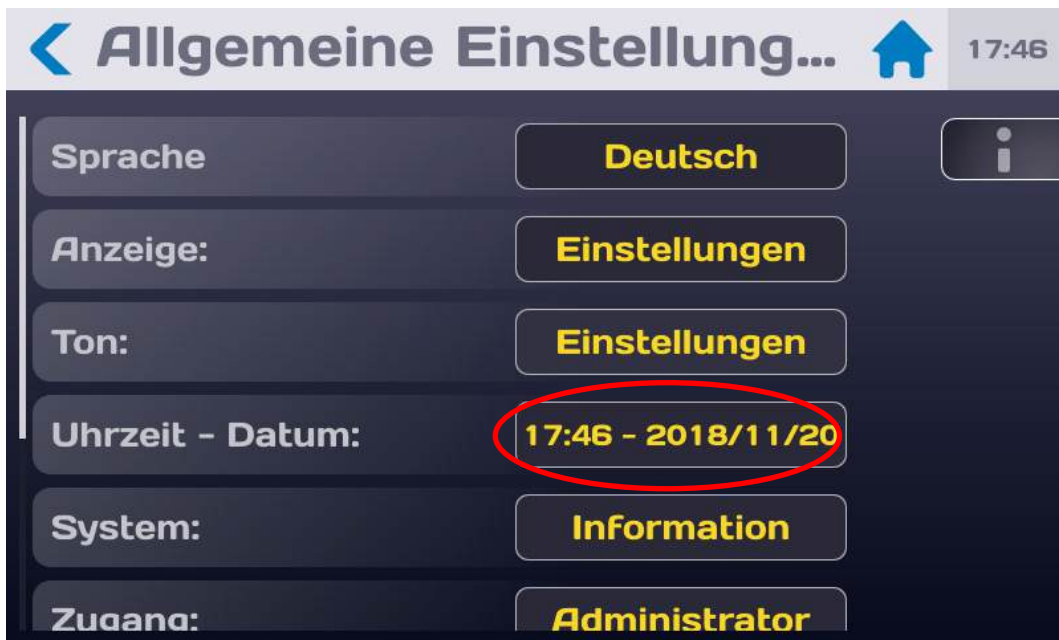 Allgemeine Einstellung...
17:46
Sprache Deutsch
Anzeige: Einstellungen
Ton: Einstellungen
Uhrzeit - Datum: 17:46 - 2018/11/20
System: Information
Zugang: Administrator